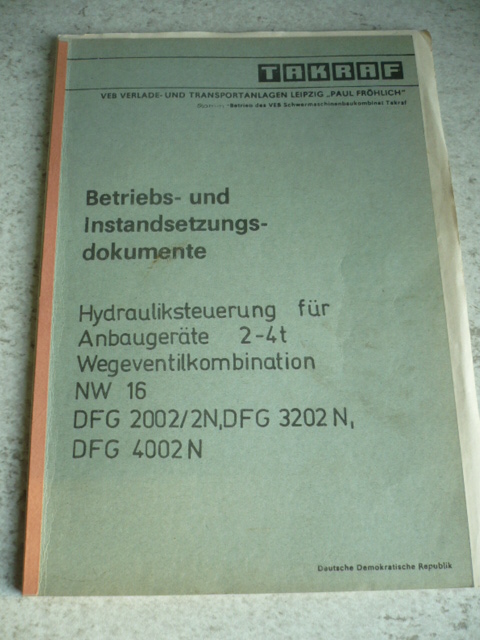 TAKRAF
VEB VERLADE- UND TRANSPORTANLAGEN LEIPZIG „PAUL FRÖHLICH"
Betrieb des VEB Schwermaschinenbaukombinat Takraf
Betriebs- und
Instandsetzungs-
dokumente
Hydrauliksteuerung für
Anbaugeräte 2-4t
Wegeventilkombination
NW 16
DFG 2002/2N, DFG 3202 N,
DFG 4002 N
Deutsche Demokratische Republik